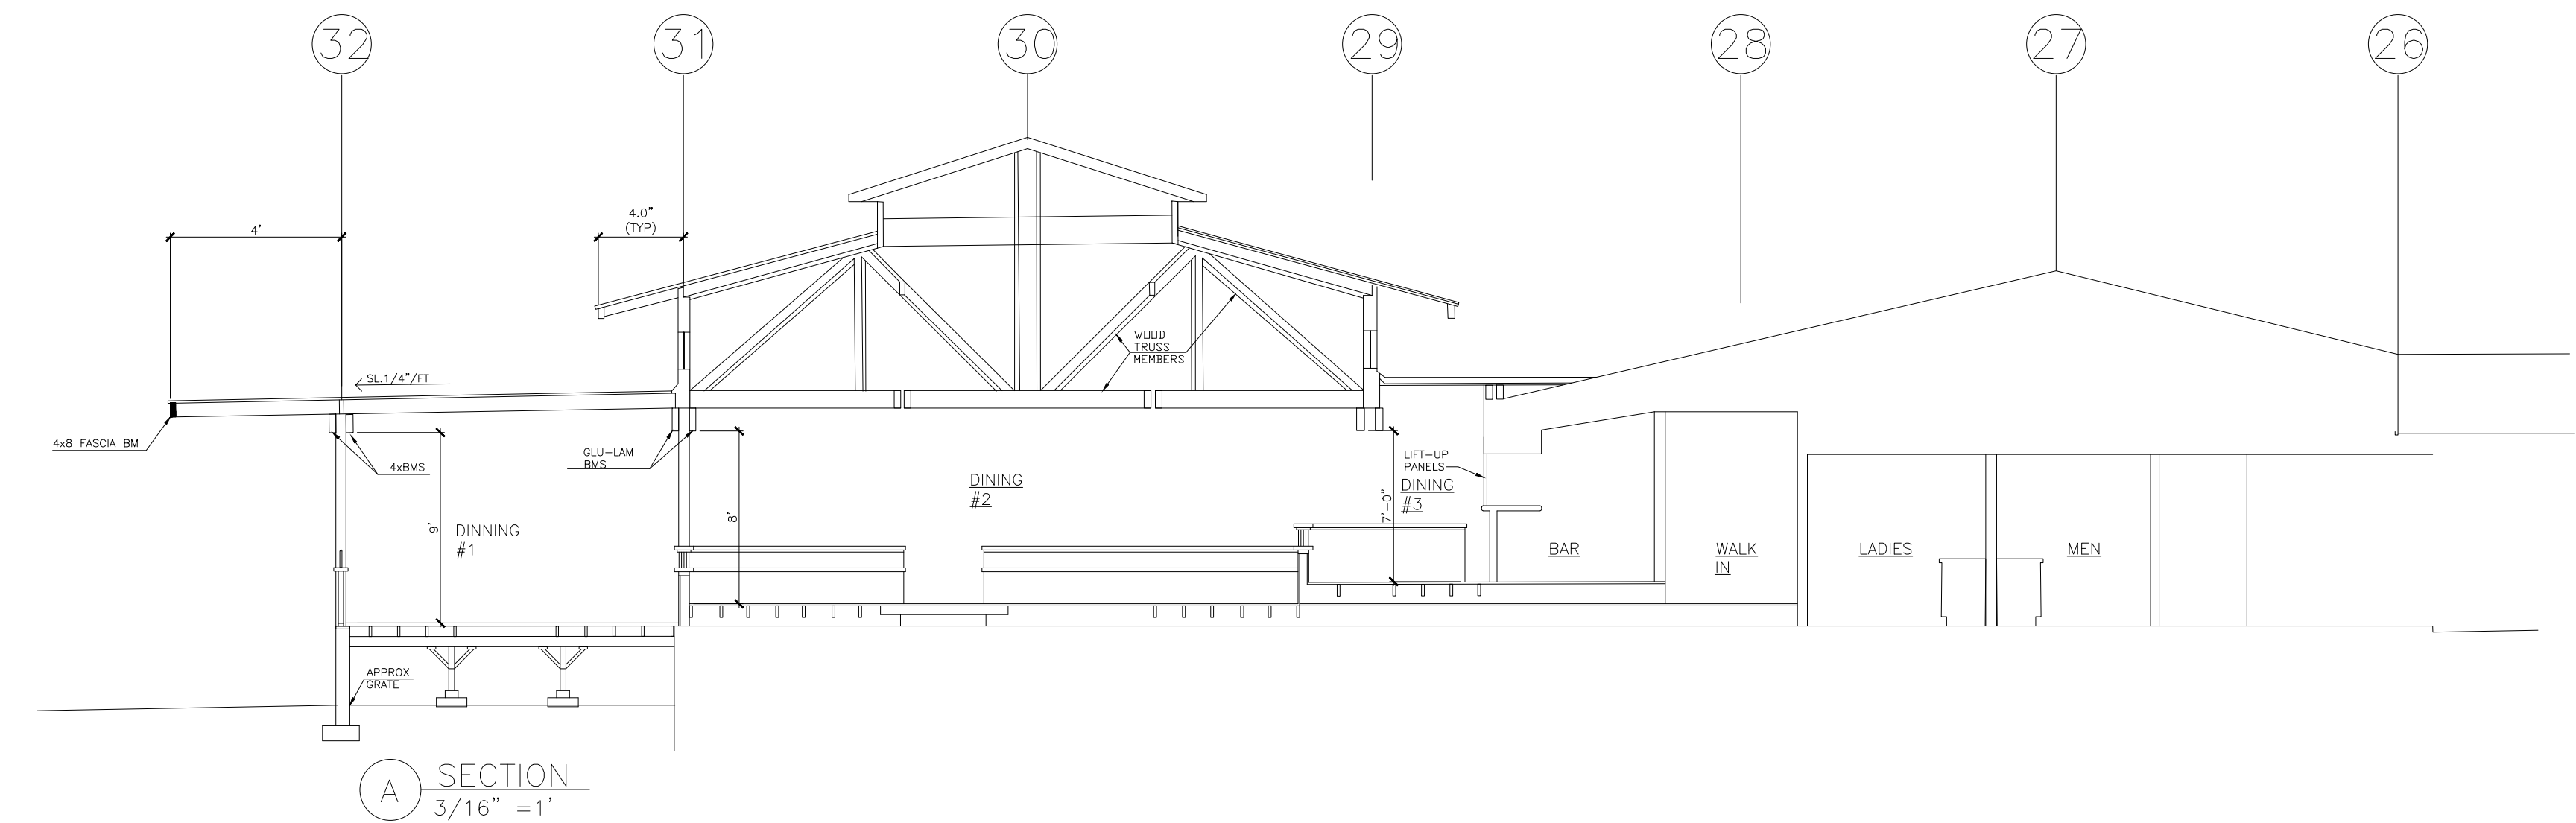 32
31
30
29
28
27
26
4'
4.0"
(TYP)
SL.1/4"/FT
WOOD
TRUSS
MEMBERS
4x8 FASCIA BM
4xBMS
GLU-LAM
BMS
LIFT-UP
PANELS
9'
DINNING
#1
8'
DINING
#2
7'-0"
DINING
#3
BAR
WALK
IN
LADIES
MEN
APPROX
GRATE
A
SECTION
3/16" =1'